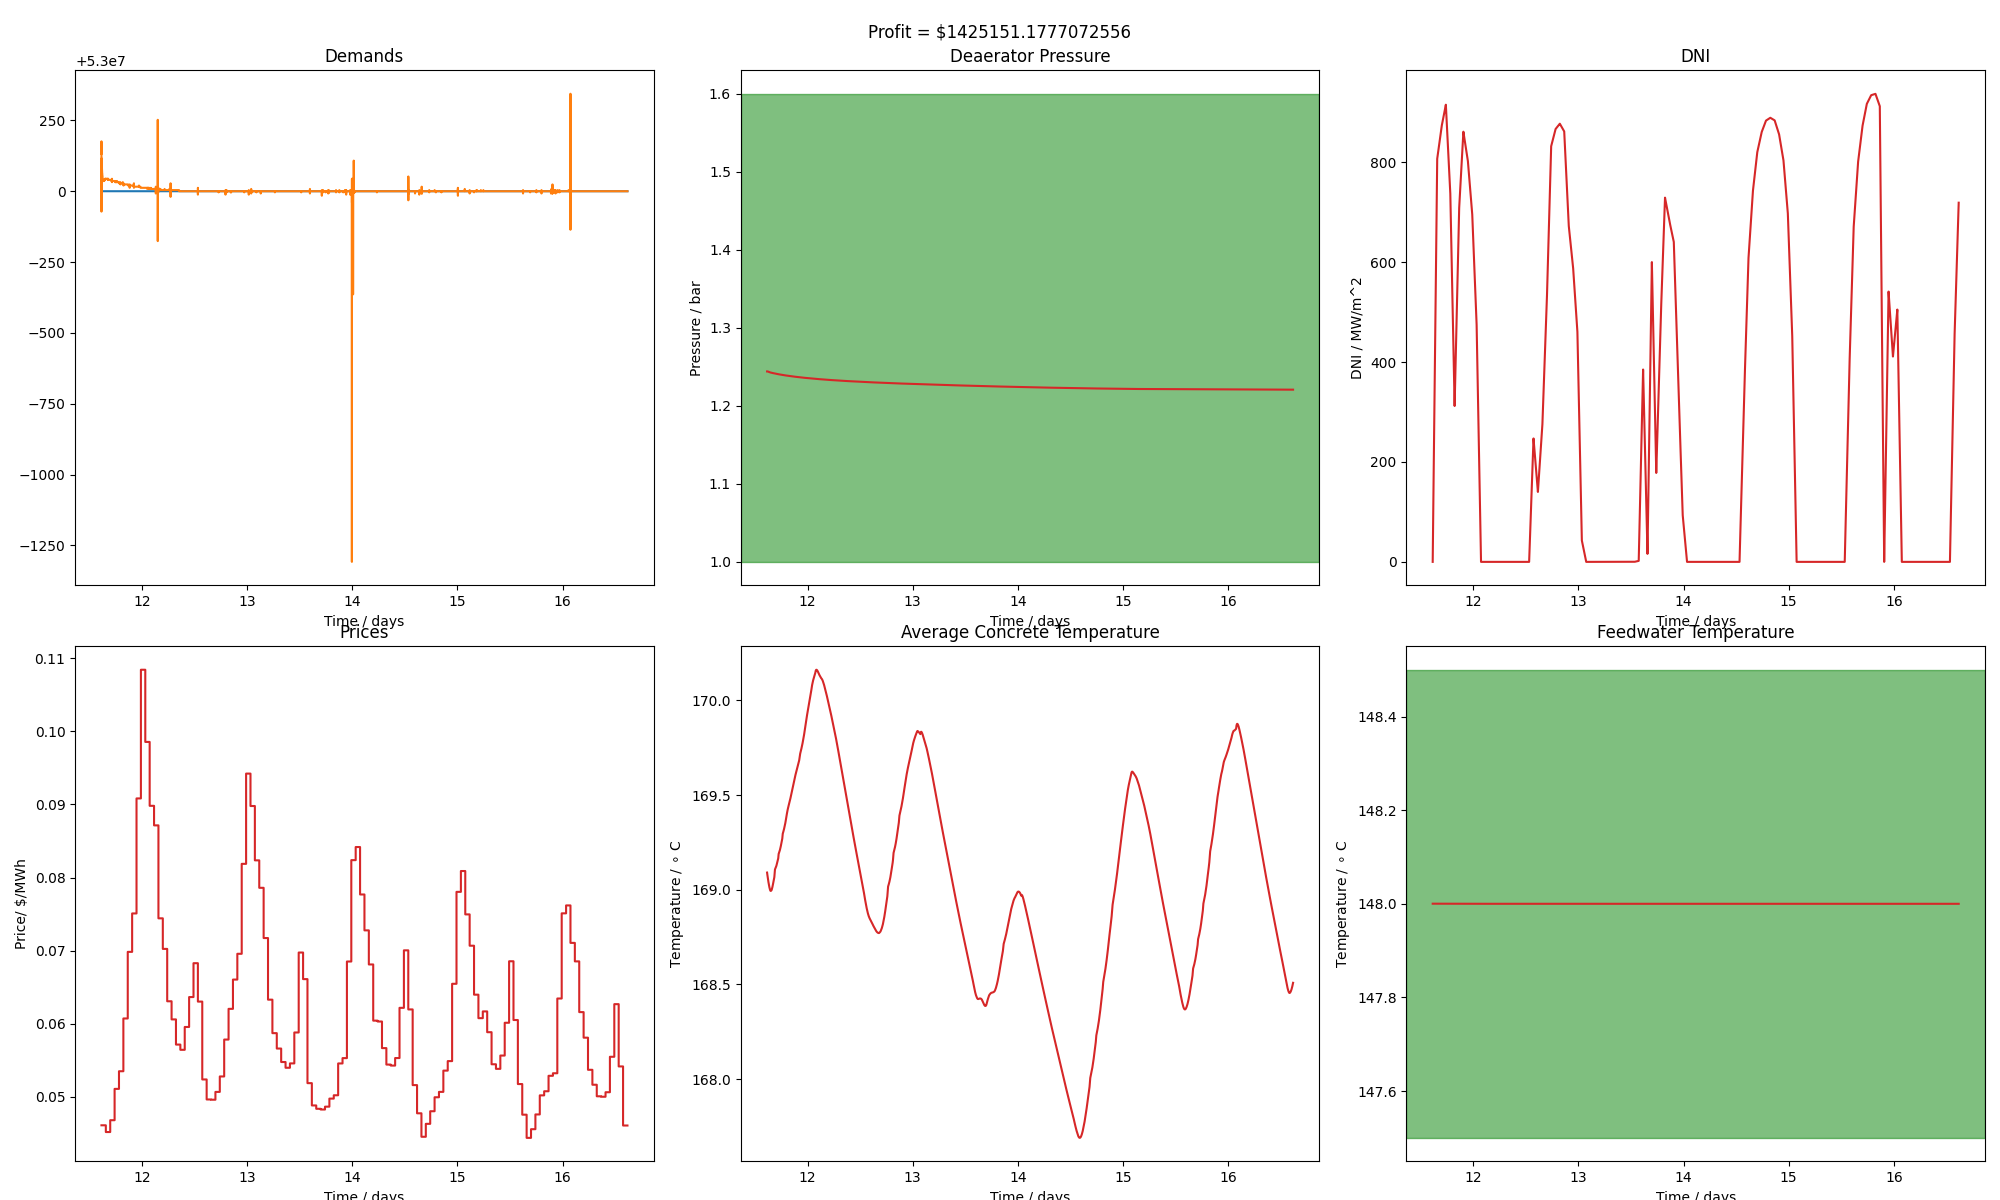 Profit = $1425151.1777072556
Demands
+5.3e7
250
0
−250
−500
−750
−1000
−1250
12 13 14 15 16
Time / days
Deaerator Pressure
Pressure / bar
1.6
1.5
1.4
1.3
1.2
1.1
1.0
12 13 14 15 16
Time / days
DNI
DNI / MW/m^2
800
600
400
200
0
12 13 14 15 16
Time / days
Prices
Price/ $/MWh
0.11
0.10
0.09
0.08
0.07
0.06
0.05
12 13 14 15 16
Time / days
Average Concrete Temperature
Temperature / ∘ C
170.0
169.5
169.0
168.5
168.0
12 13 14 15 16
Time / days
Feedwater Temperature
Temperature / ∘ C
148.4
148.2
148.0
147.8
147.6
12 13 14 15 16
Time / days